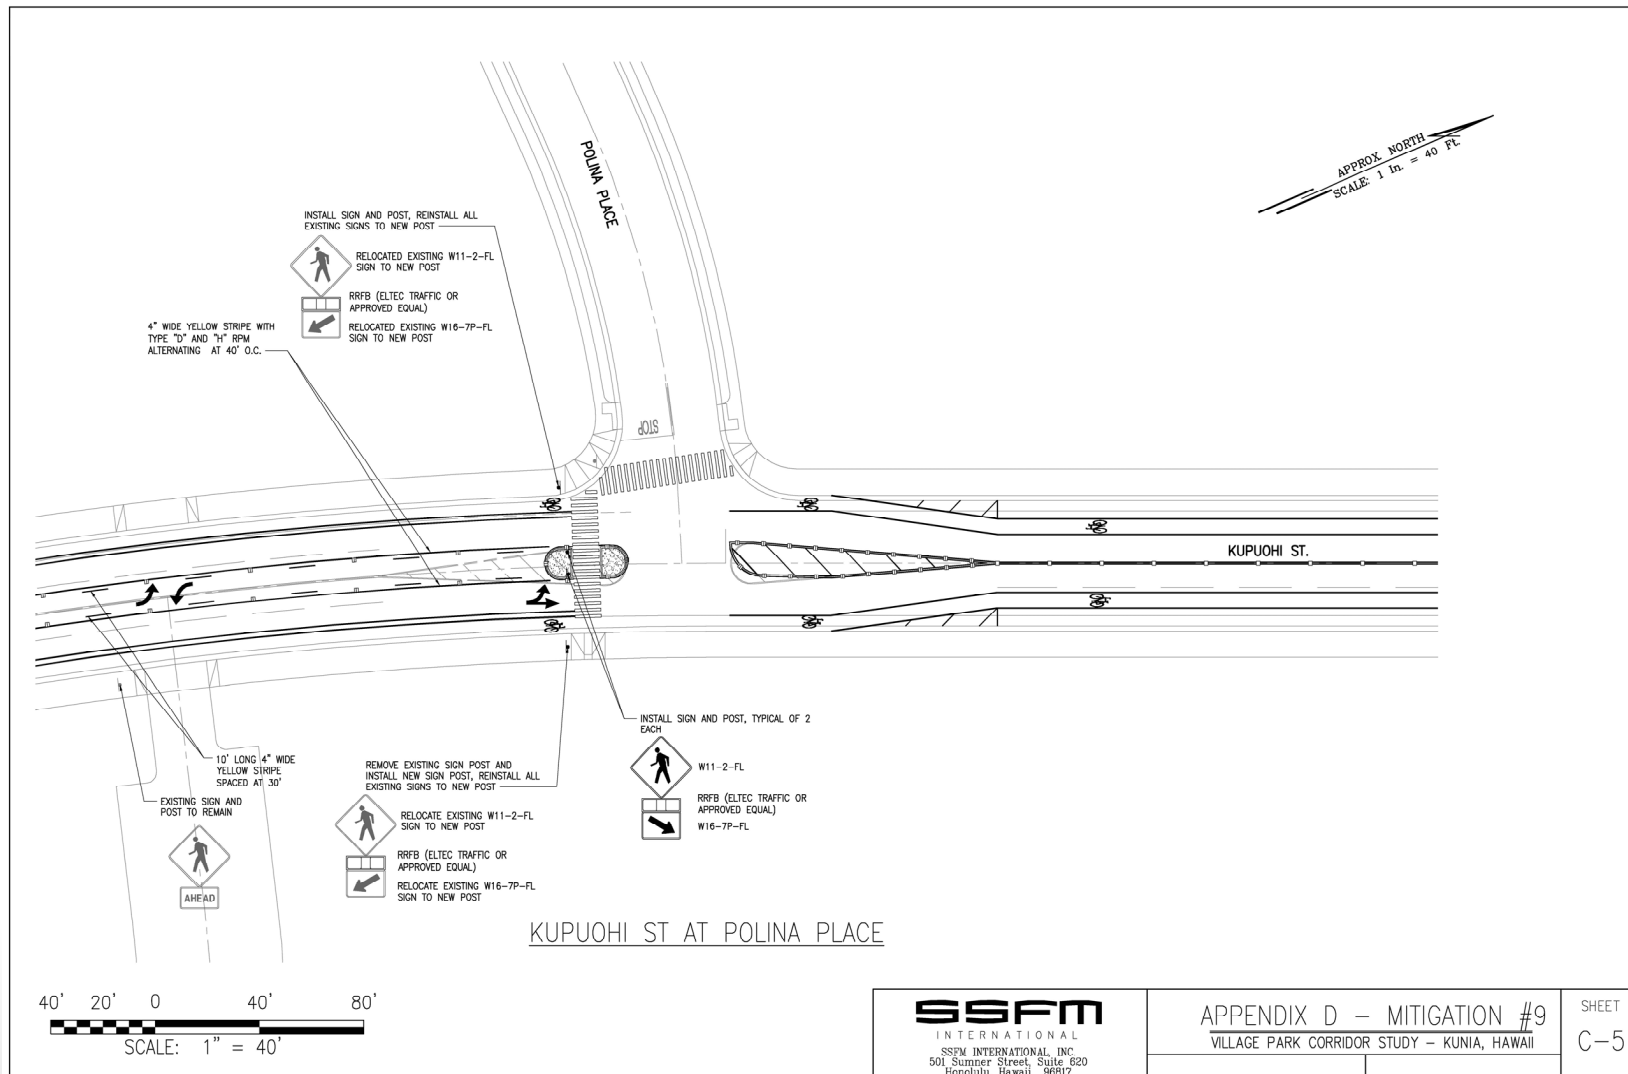 POLINA PLACE
APPROX. NORTH
SCALE: 1 In. = 40 Ft.
INSTALL SIGN AND POST, REINSTALL ALL
EXISTING SIGNS TO NEW POST
RELOCATED EXISTING W11-2-FL
SIGN TO NEW POST
RRFB (ELTEC TRAFFIC OR
APPROVED EQUAL)
RELOCATED EXISTING W16-7P-FL
SIGN TO NEW POST
4" WIDE YELLOW STRIPE WITH
TYPE "D" AND "H" RPM
ALTERNATING AT 40' O.C.
STOP
KUPUOHI ST.
10' LONG 4" WIDE
YELLOW STRIPE
SPACED AT 30'
EXISTING SIGN AND
POST TO REMAIN
AHEAD
REMOVE EXISTING SIGN POST AND
INSTALL NEW SIGN POST, REINSTALL ALL
EXISTING SIGNS TO NEW POST
RELOCATE EXISTING W11-2-FL
SIGN TO NEW POST
RRFB (ELTEC TRAFFIC OR
APPROVED EQUAL)
RELOCATE EXISTING W16-7P-FL
SIGN TO NEW POST
INSTALL SIGN AND POST, TYPICAL OF 2
EACH
W11-2-FL
RRFB (ELTEC TRAFFIC OR
APPROVED EQUAL)
W16-7P-FL
KUPUOHI ST AT POLINA PLACE
40' 20' 0 40' 80'
SCALE: 1" = 40'
SSFM
INTERNATIONAL
SSFM INTERNATIONAL, INC.
501 Sumner Street, Suite 620
Honolulu, Hawaii 96817
APPENDIX D - MITIGATION #9
VILLAGE PARK CORRIDOR STUDY - KUNIA, HAWAII
SHEET
C-5